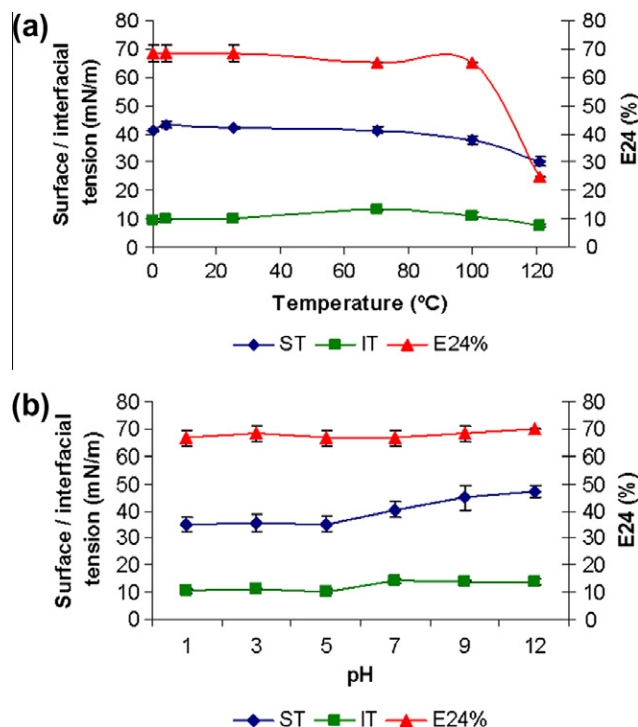 (a)
Surface / interfacial
tension (mN/m)
80
70
60
50
40
30
20
10
0
80
70
60
50
40
30
20
10
0
E24 (%)
0 20 40 60 80 100 120
Temperature (ºC)
ST IT E24%
(b)
Surface / interfacial
tension (mN/m)
80
70
60
50
40
30
20
10
0
80
70
60
50
40
30
20
10
0
E24 (%)
1 3 5 7 9 12
pH
ST IT E24%